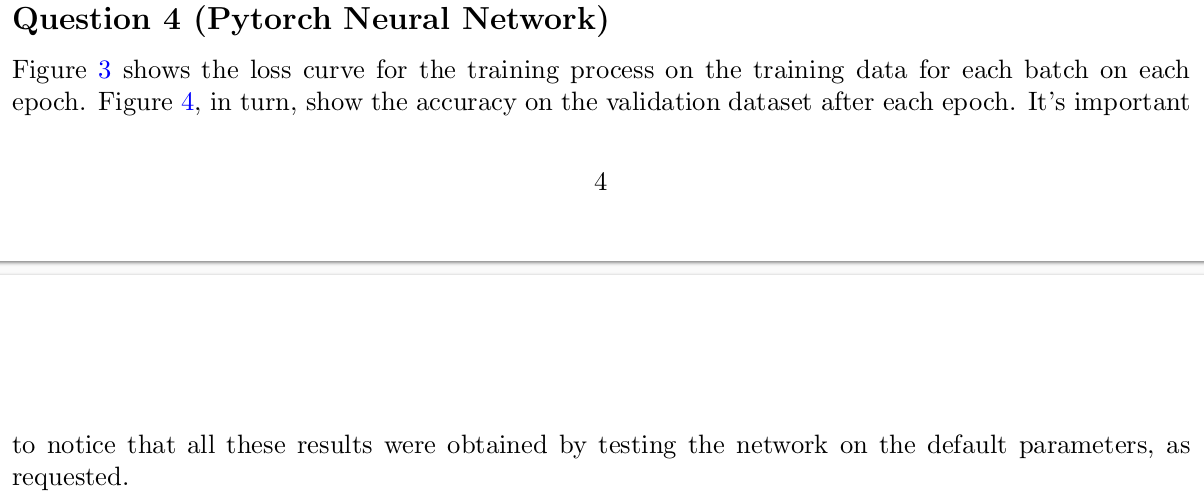 Question 4 (Pytorch Neural Network)
Figure 3 shows the loss curve for the training process on the training data for each batch on each
epoch. Figure 4, in turn, show the accuracy on the validation dataset after each epoch. It's important
4
to notice that all these results were obtained by testing the network on the default parameters, as
requested.